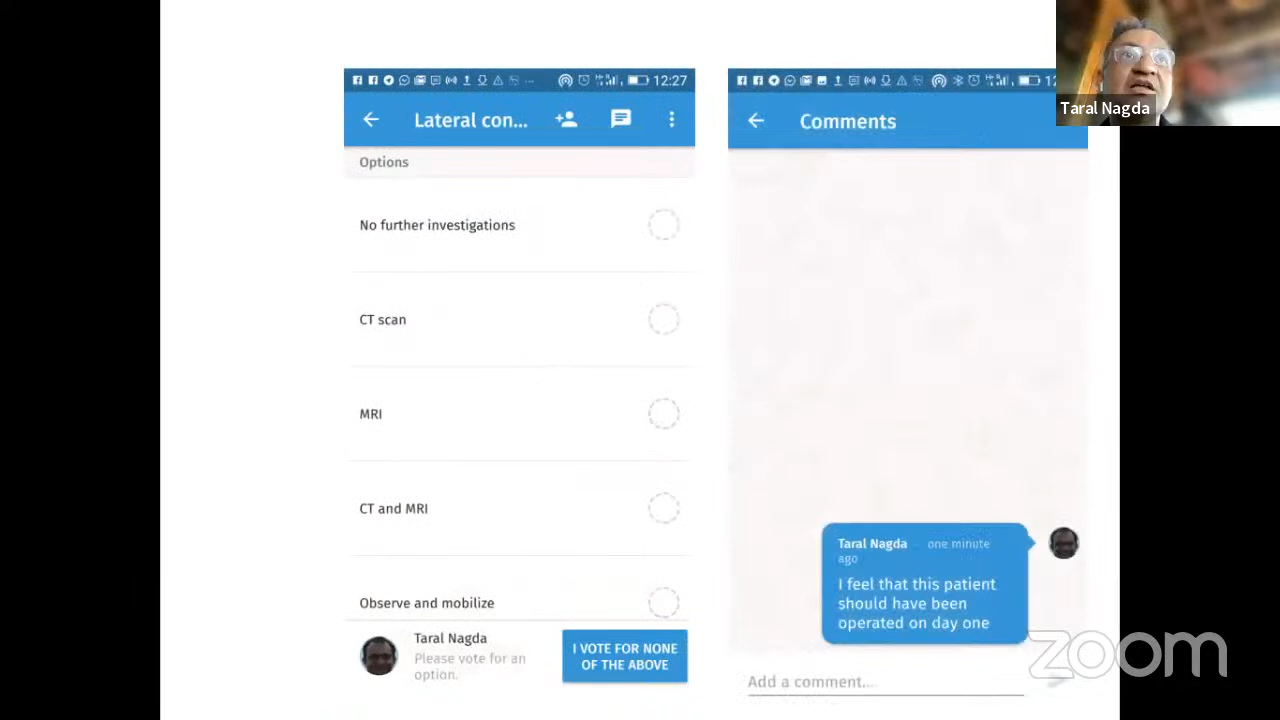 12:27
Lateral con...
Options
No further investigations
CT scan
MRI
CT and MRI
Observe and mobilize
Taral Nagda
Please vote for an
option.
I VOTE FOR NONE
OF THE ABOVE
Comments
Taral Nagda one minute
ago
I feel that this patient
should have been
operated on day one
Add a comment...
Taral Nagda
zoom